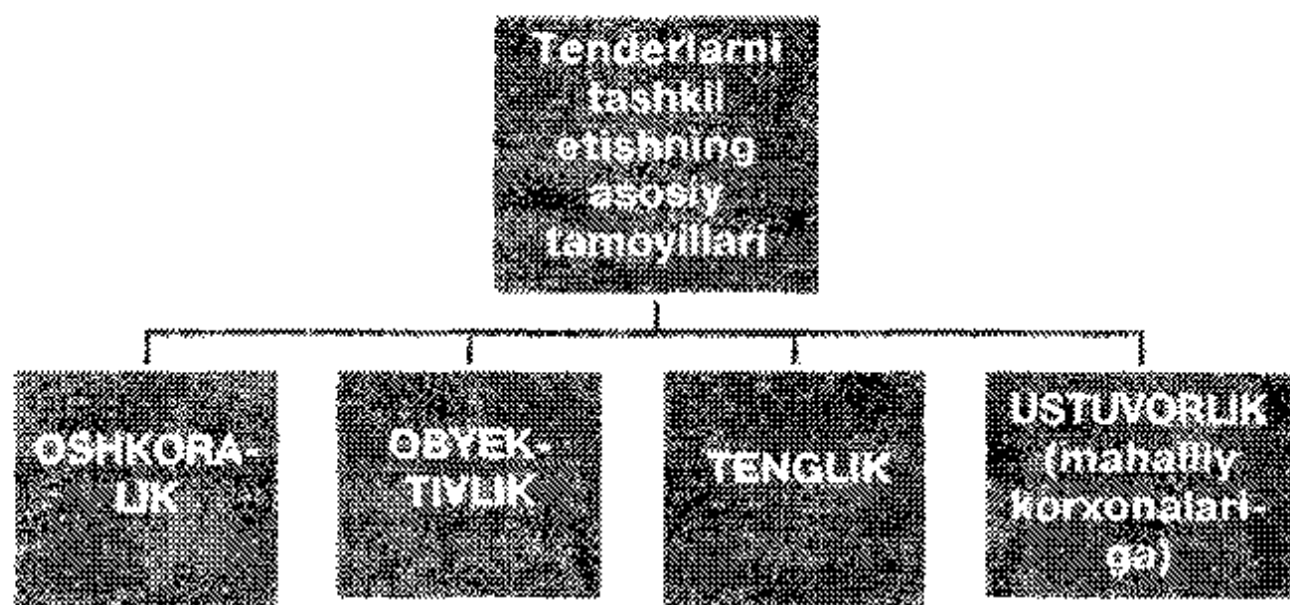 Tenderlarni
tashkil
etishning
asosiy
tamoyillari
OSHKORA-
LIK
OBYEK-
TIVLIK
TENGLIK
USTUVORLIK
(mahalliy
korxonalari-
ga)